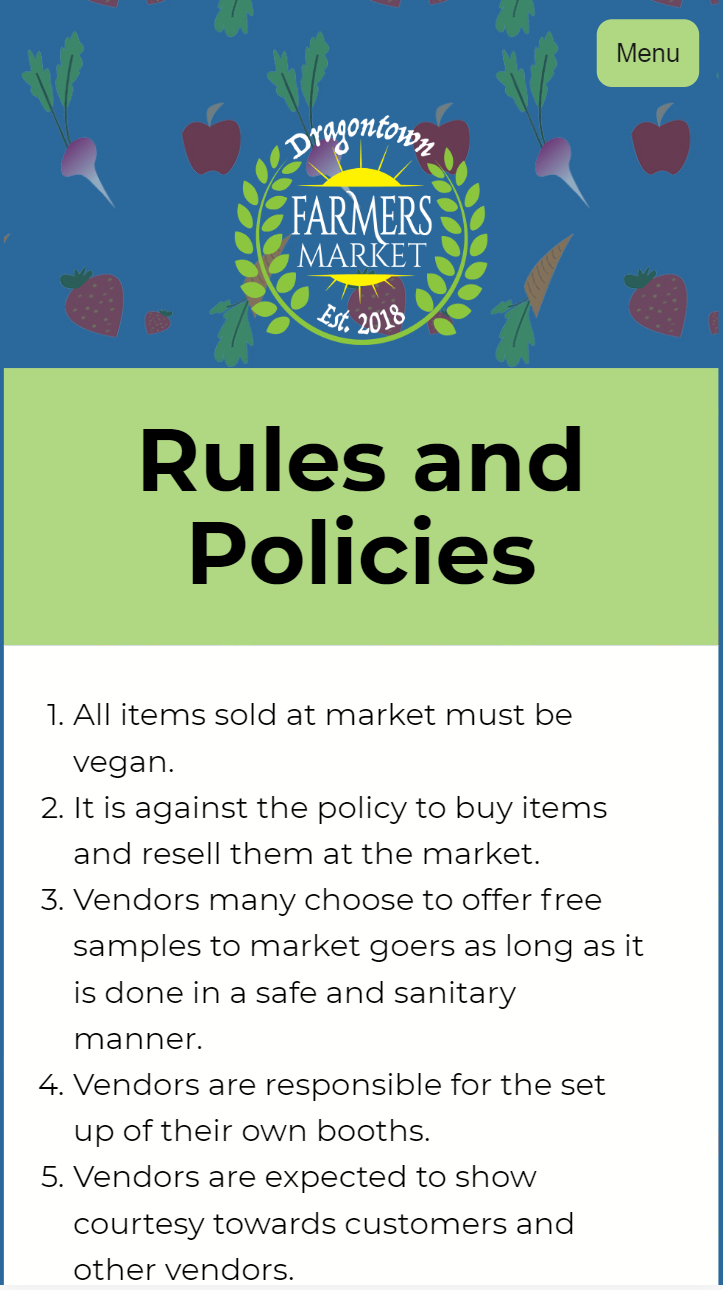 Menu
Dragontown
FARMERS
MARKET
Est. 2018
Rules and
Policies
1. All items sold at market must be
vegan.
2. It is against the policy to buy items
and resell them at the market.
3. Vendors many choose to offer free
samples to market goers as long as it
is done in a safe and sanitary
manner.
4. Vendors are responsible for the set
up of their own booths.
5. Vendors are expected to show
courtesy towards customers and
other vendors.